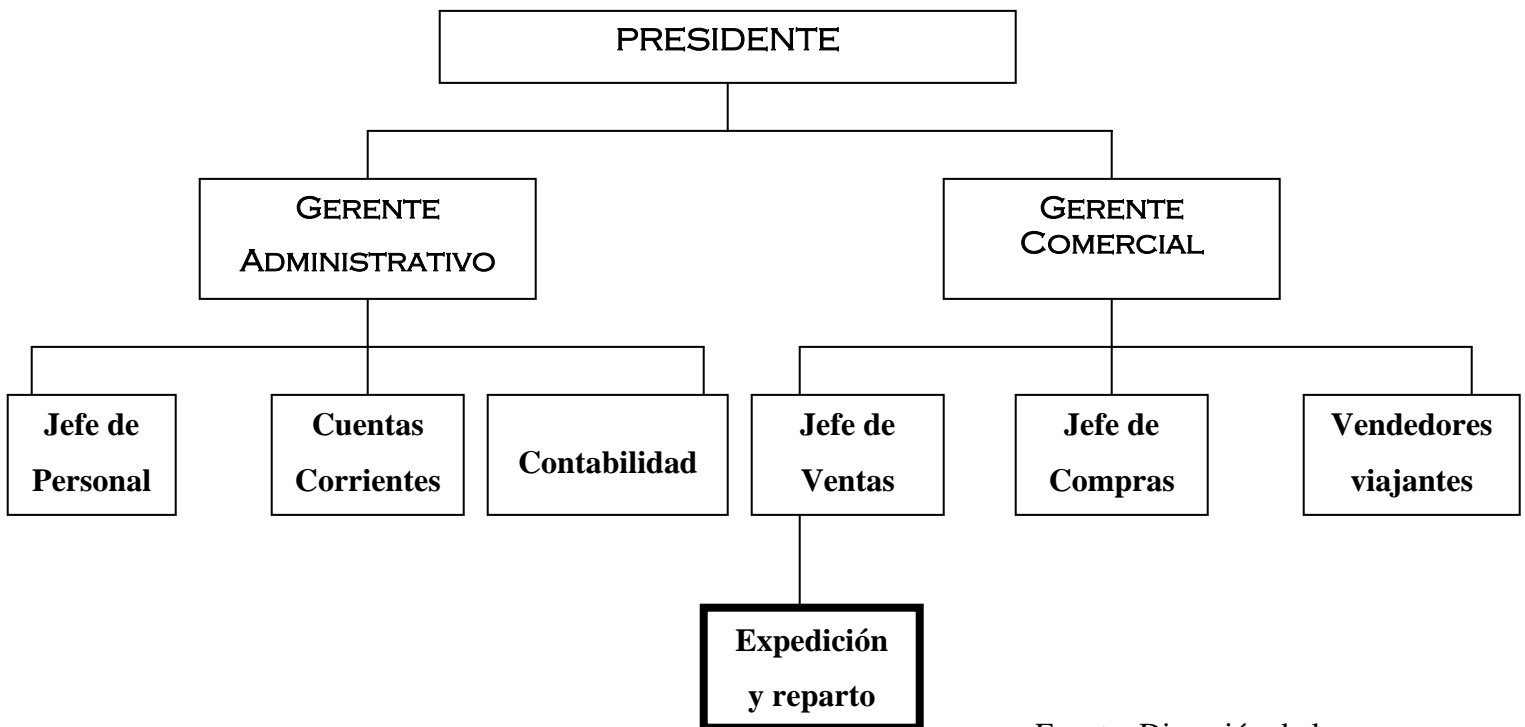 PRESIDENTE
GERENTE
ADMINISTRATIVO
GERENTE
COMERCIAL
Jefe de
Personal
Cuentas
Corrientes
Contabilidad
Jefe de
Ventas
Jefe de
Compras
Vendedores
viajantes
Expedición
y reparto